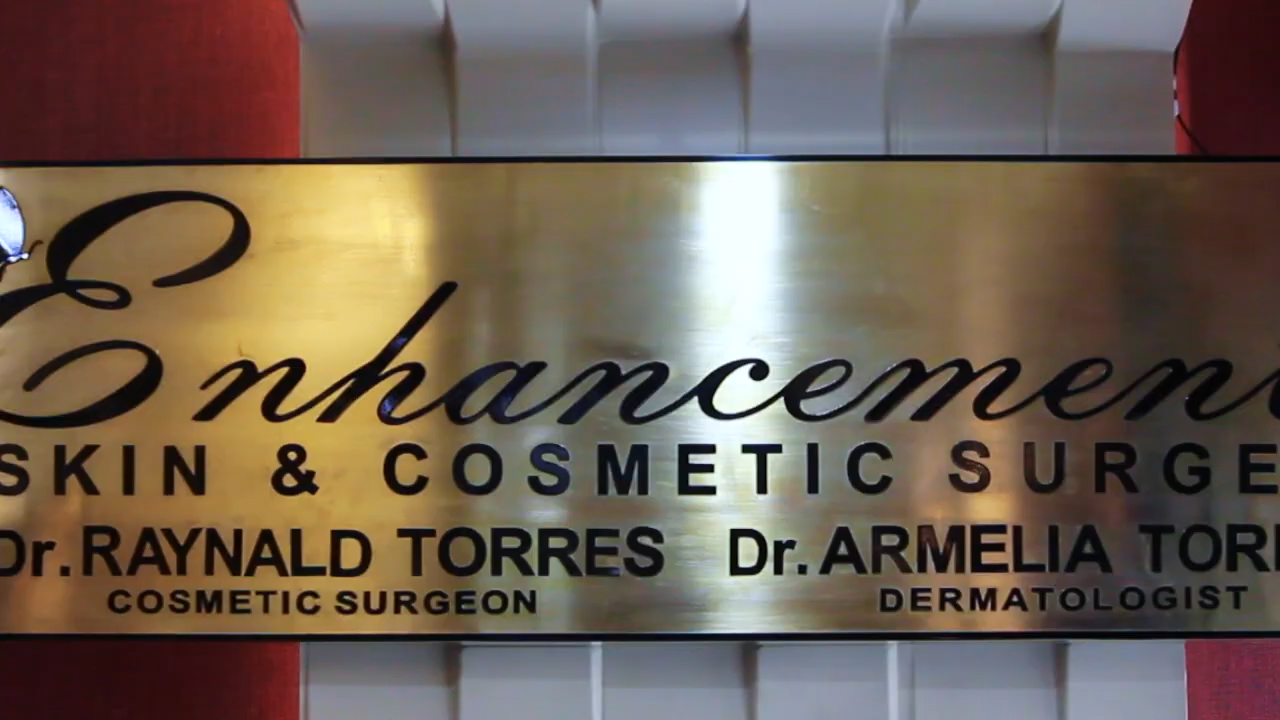 Enhancemen
SKIN & COSMETIC SURGE
Dr. RAYNALD TORRES Dr. ARMELIA TOR
COSMETIC SURGEON DERMATOLOGIST